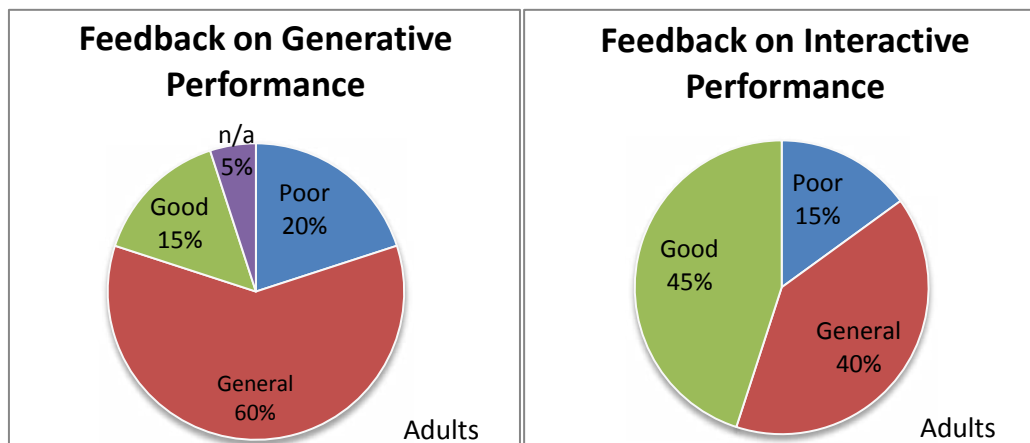 Feedback on Generative
Performance
n/a
5%
Poor
20%
Good
15%
General
60%
Adults
Feedback on Interactive
Performance
Poor
15%
Good
45%
General
40%
Adults